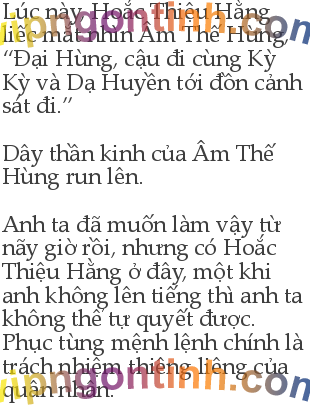 Lúc này, Hoắc Thiệu Hằng
liếc mắt nhìn Âm Thế Hùng,
“Đại Hùng, cậu đi cùng Kỳ
Kỳ và Dạ Huyền tới đồn cảnh
sát đi.”
Dây thần kinh của Âm Thế
Hùng run lên.
Anh ta đã muốn làm vậy từ
nãy giờ rồi, nhưng có Hoắc
Thiệu Hằng ở đây, một khi
anh không lên tiếng thì anh ta
không thể tự quyết được.
Phục tùng mệnh lệnh chính là
trách nhiệm thiêng liêng của
quân nhân.
vipngontinh.com
vipngontinh.com